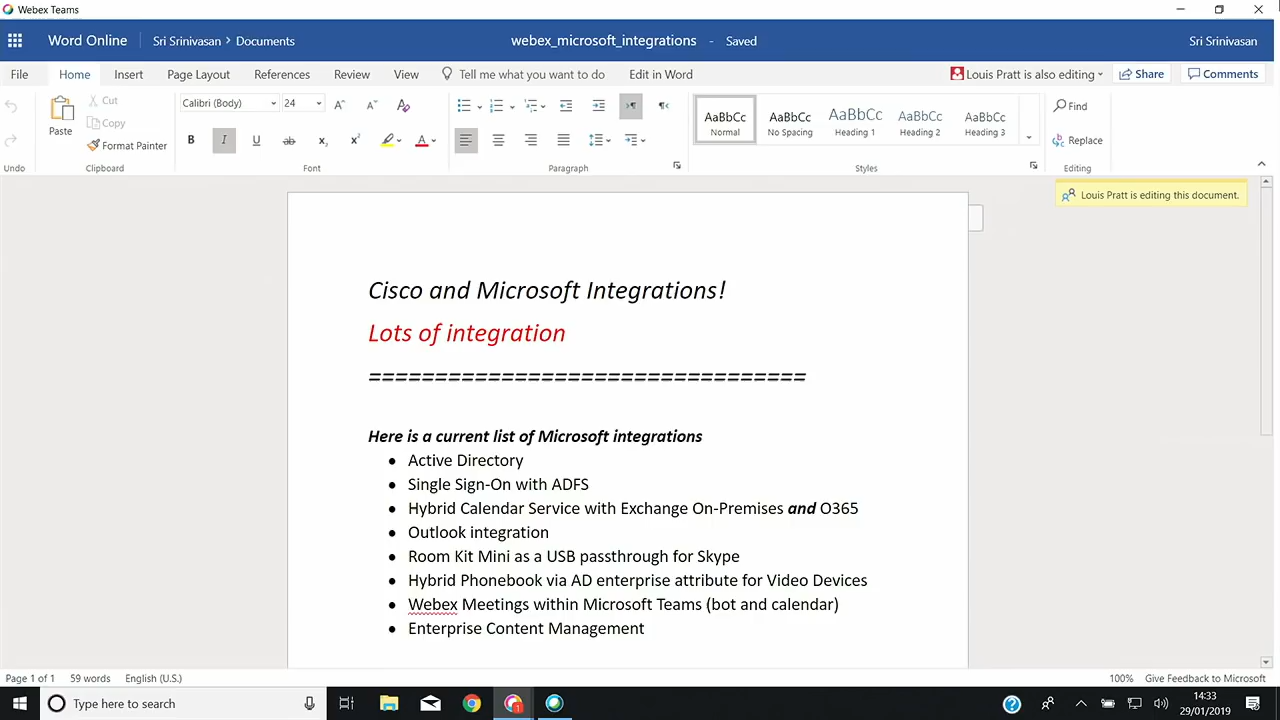 Webex Teams
Word Online Sri Srinivasan > Documents webex_microsoft_integrations - Saved Sri Srinivasan
File Home Insert Page Layout References Review View Tell me what you want to do Edit in Word Louis Pratt is also editing Share Comments
Cut Calibri (Body) 24 AaBbCc AaBbCc AaBbCc AaBbCc AaBbCc Find
Copy Normal No Spacing Heading 1 Heading 2 Heading 3
Paste Format Painter B I U ab x₂ x² A Replace
Undo Clipboard Font Paragraph Styles Editing
Louis Pratt is editing this document.
Cisco and Microsoft Integrations!
Lots of integration
=================================
Here is a current list of Microsoft integrations
• Active Directory
• Single Sign-On with ADFS
• Hybrid Calendar Service with Exchange On-Premises and O365
• Outlook integration
• Room Kit Mini as a USB passthrough for Skype
• Hybrid Phonebook via AD enterprise attribute for Video Devices
• Webex Meetings within Microsoft Teams (bot and calendar)
• Enterprise Content Management
Page 1 of 1 59 words English (U.S.) 100% Give Feedback to Microsoft
Type here to search 14:33
29/01/2019